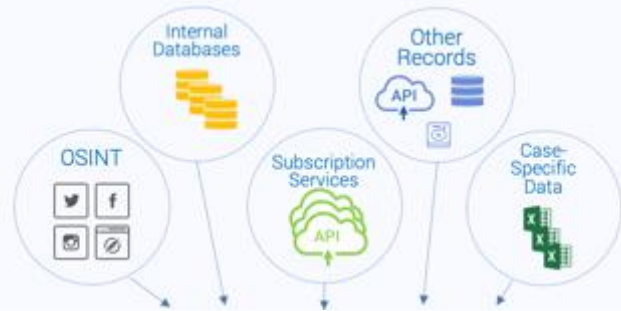 Internal
Databases
Other
Records
API
OSINT
Subscription
Services
API
Case-
Specific
Data